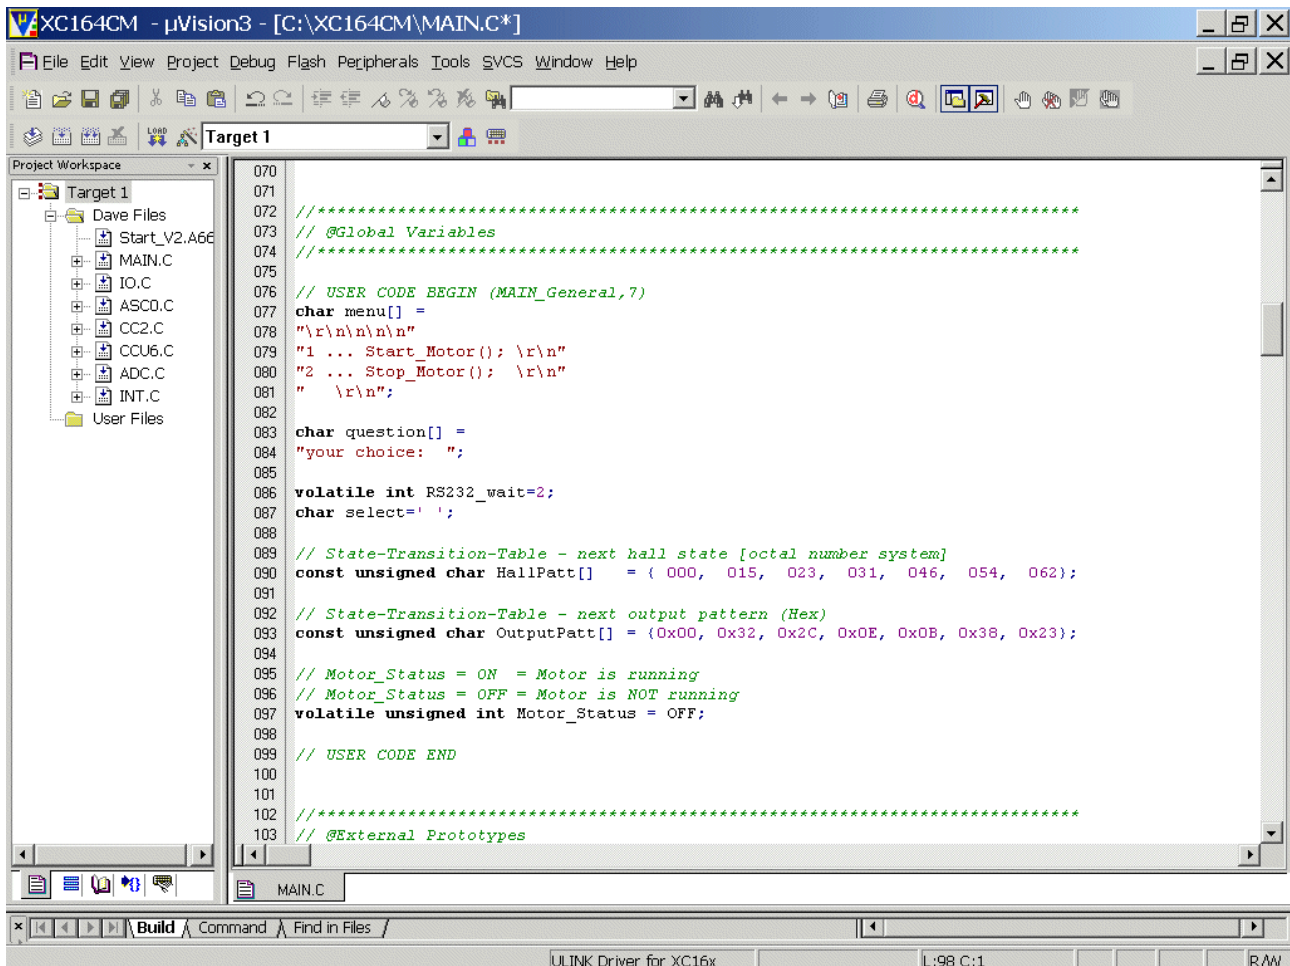 XC164CM - µVision3 - [C:\XC164CM\MAIN.C*]
File Edit View Project Debug Flash Peripherals Tools SVCS Window Help
LOAD Target 1
Project Workspace
Target 1
Dave Files
Start_V2.A66
MAIN.C
IO.C
ASC0.C
CC2.C
CCU6.C
ADC.C
INT.C
User Files
070
071
072 //****************************************************************************
073 // @Global Variables
074 //****************************************************************************
075
076 // USER CODE BEGIN (MAIN_General,7)
077 char menu[] =
078 "\r\n\n\n\n"
079 "1 ... Start_Motor(); \r\n"
080 "2 ... Stop_Motor();  \r\n"
081 "   \r\n";
082
083 char question[] =
084 "your choice:  ";
085
086 volatile int RS232_wait=2;
087 char select=' ';
088
089 // State-Transition-Table - next hall state [octal number system]
090 const unsigned char HallPatt[]   = { 000,  015,  023,  031,  046,  054,  062};
091
092 // State-Transition-Table - next output pattern (Hex)
093 const unsigned char OutputPatt[] = {0x00, 0x32, 0x2C, 0x0E, 0x0B, 0x38, 0x23};
094
095 // Motor_Status = ON  = Motor is running
096 // Motor_Status = OFF = Motor is NOT running
097 volatile unsigned int Motor_Status = OFF;
098
099 // USER CODE END
100
101
102 //****************************************************************************
103 // @External Prototypes
MAIN.C
Build Command Find in Files
ULINK Driver for XC16x L:98 C:1 R/W